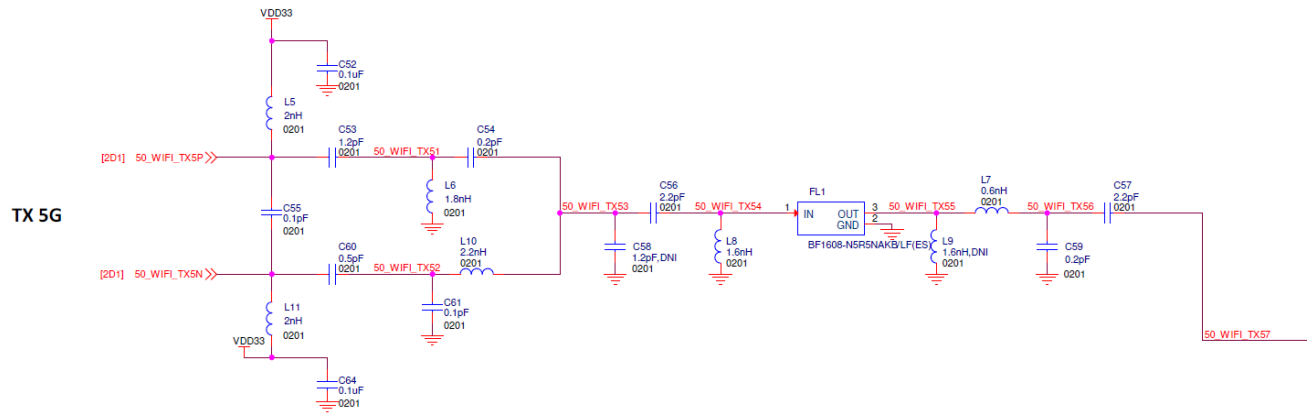 VDD33
C52
0.1uF
0201
L5
2nH
0201
C53
1.2pF
0201
C54
0.2pF
0201
[2D1] 50_WIFI_TX5P
50_WIFI_TX51
L6
1.8nH
0201
TX 5G
C55
0.1pF
0201
C60
0.5pF
0201
L10
2.2nH
0201
[2D1] 50_WIFI_TX5N
50_WIFI_TX52
C61
0.1pF
0201
L11
2nH
0201
VDD33
C64
0.1uF
0201
50_WIFI_TX53
C56
2.2pF
0201
50_WIFI_TX54
C58
1.2pF,DNI
0201
L8
1.6nH
0201
FL1
1 IN OUT 3
GND 2
BF1608-N5R5NAKB/LF(ES)
50_WIFI_TX55
L9
1.6nH,DNI
0201
L7
0.6nH
0201
50_WIFI_TX56
C57
2.2pF
0201
C59
0.2pF
0201
50_WIFI_TX57